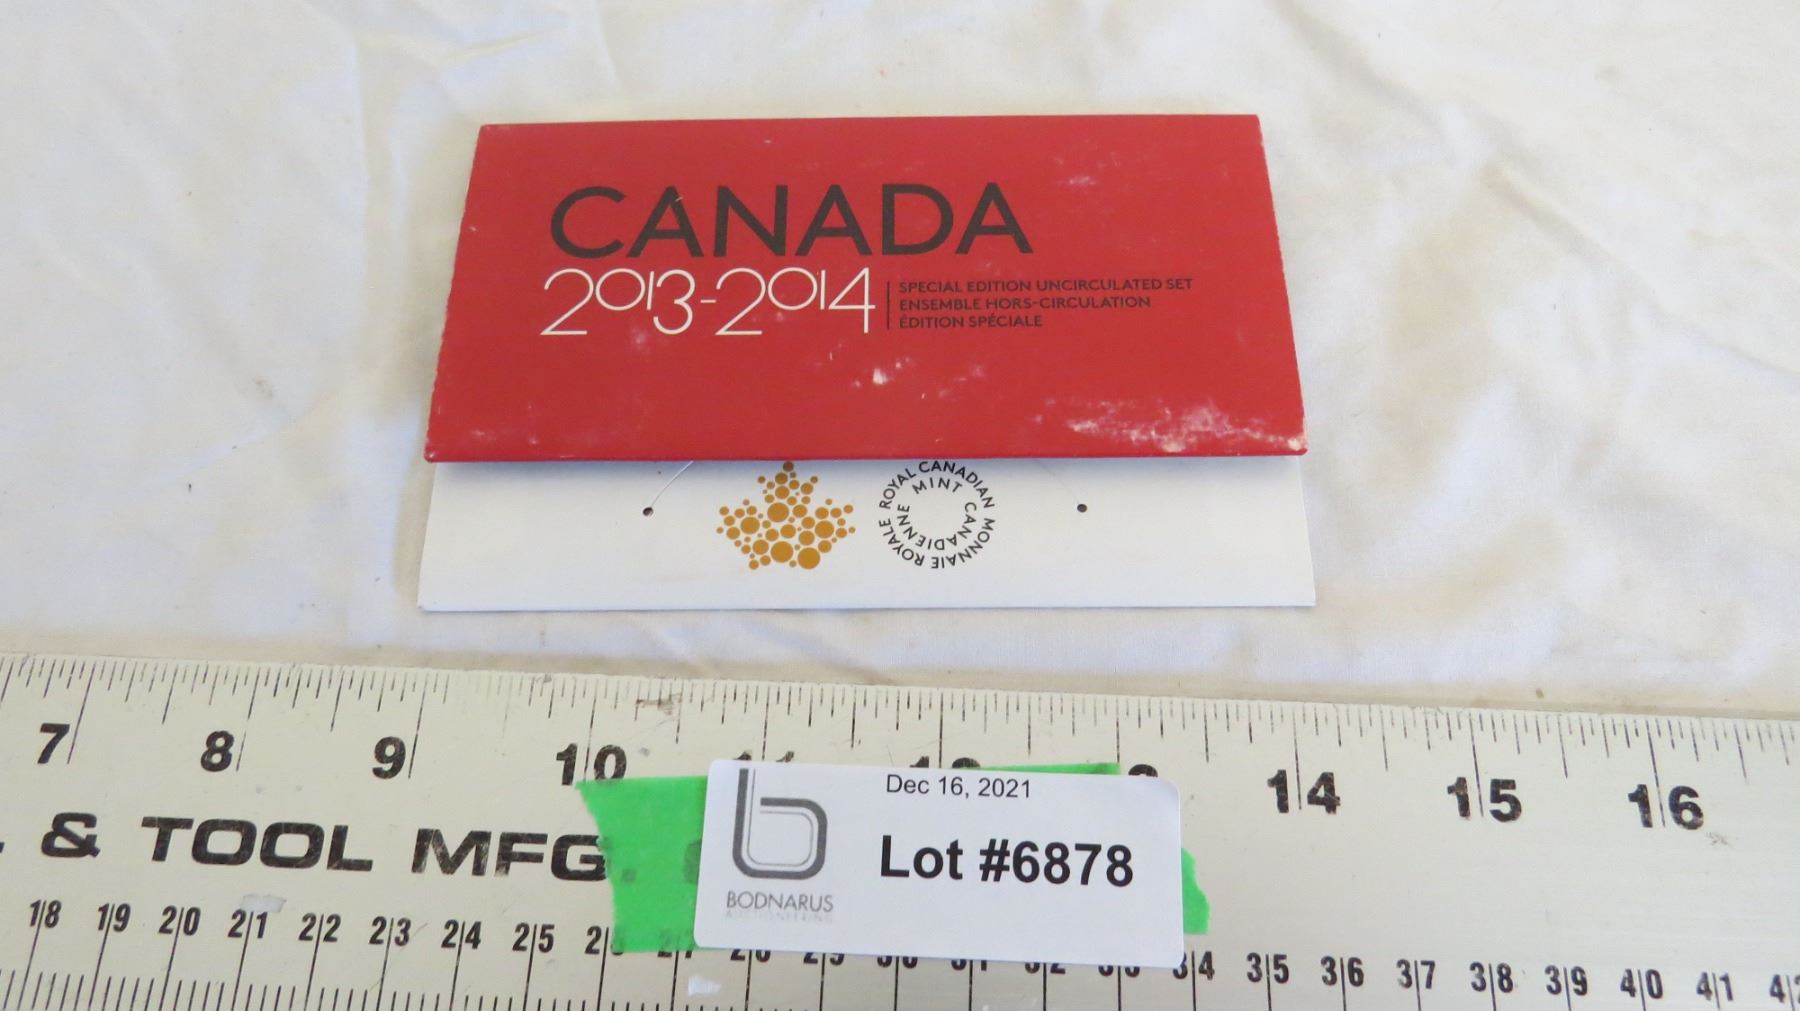 CANADA
2013-2014
SPECIAL EDITION UNCIRCULATED SET
ENSEMBLE HORS-CIRCULATION
ÉDITION SPÉCIALE
ROYAL CANADIAN MINT
MONNAIE ROYALE CANADIENNE
7 8 9 10 14 15 16
& TOOL MFG.
Dec 16, 2021
Lot #6878
BODNARUS
AUCTIONEERING
18 19 20 21 22 23 24 25 34 35 36 37 38 39 40 41